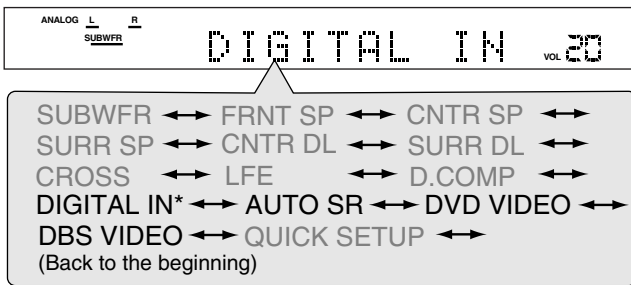 ANALOG L R
SUBWFR
DIGITAL IN VOL 20
SUBWFR ↔ FRNT SP ↔ CNTR SP ↔
SURR SP ↔ CNTR DL ↔ SURR DL ↔
CROSS ↔ LFE ↔ D.COMP ↔
DIGITAL IN* ↔ AUTO SR ↔ DVD VIDEO ↔
DBS VIDEO ↔ QUICK SETUP ↔
(Back to the beginning)